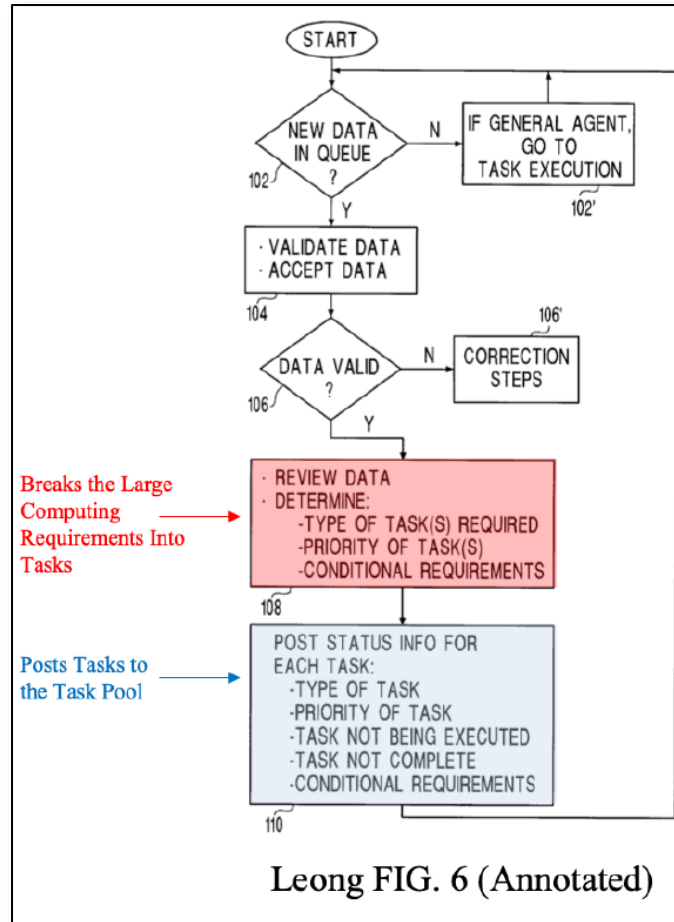 START
NEW DATA
IN QUEUE
?
102
N
IF GENERAL AGENT,
GO TO
TASK EXECUTION
102'
Y
· VALIDATE DATA
· ACCEPT DATA
104
106'
DATA VALID
?
106
N
CORRECTION
STEPS
Y
Breaks the Large
Computing
Requirements Into
Tasks
· REVIEW DATA
· DETERMINE:
-TYPE OF TASK(S) REQUIRED
-PRIORITY OF TASK(S)
-CONDITIONAL REQUIREMENTS
108
Posts Tasks to
the Task Pool
POST STATUS INFO FOR
EACH TASK:
-TYPE OF TASK
-PRIORITY OF TASK
-TASK NOT BEING EXECUTED
-TASK NOT COMPLETE
-CONDITIONAL REQUIREMENTS
110
Leong FIG. 6 (Annotated)